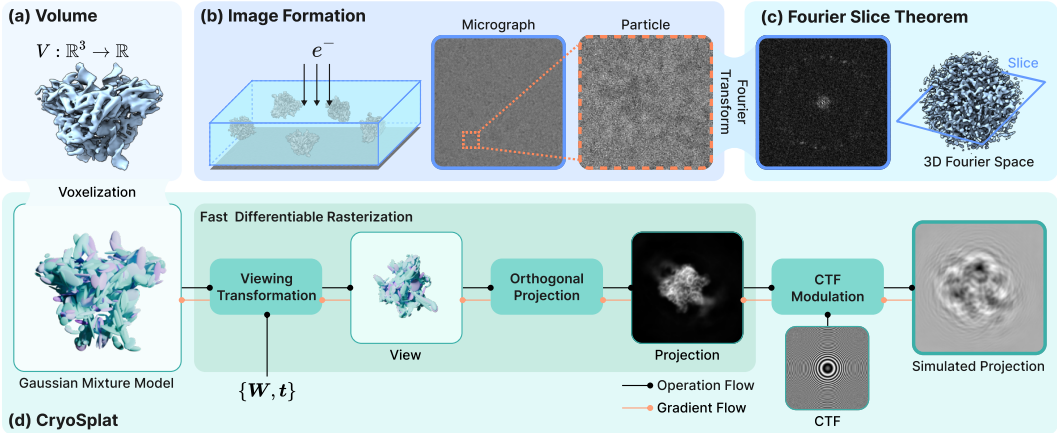 (a) Volume
V : ℝ³ → ℝ
(b) Image Formation
e⁻
Micrograph
Particle
Fourier
Transform
(c) Fourier Slice Theorem
Slice
3D Fourier Space
Voxelization
Gaussian Mixture Model
Fast Differentiable Rasterization
Viewing
Transformation
{W, t}
View
Orthogonal
Projection
Projection
CTF
Modulation
CTF
Simulated Projection
Operation Flow
Gradient Flow
(d) CryoSplat